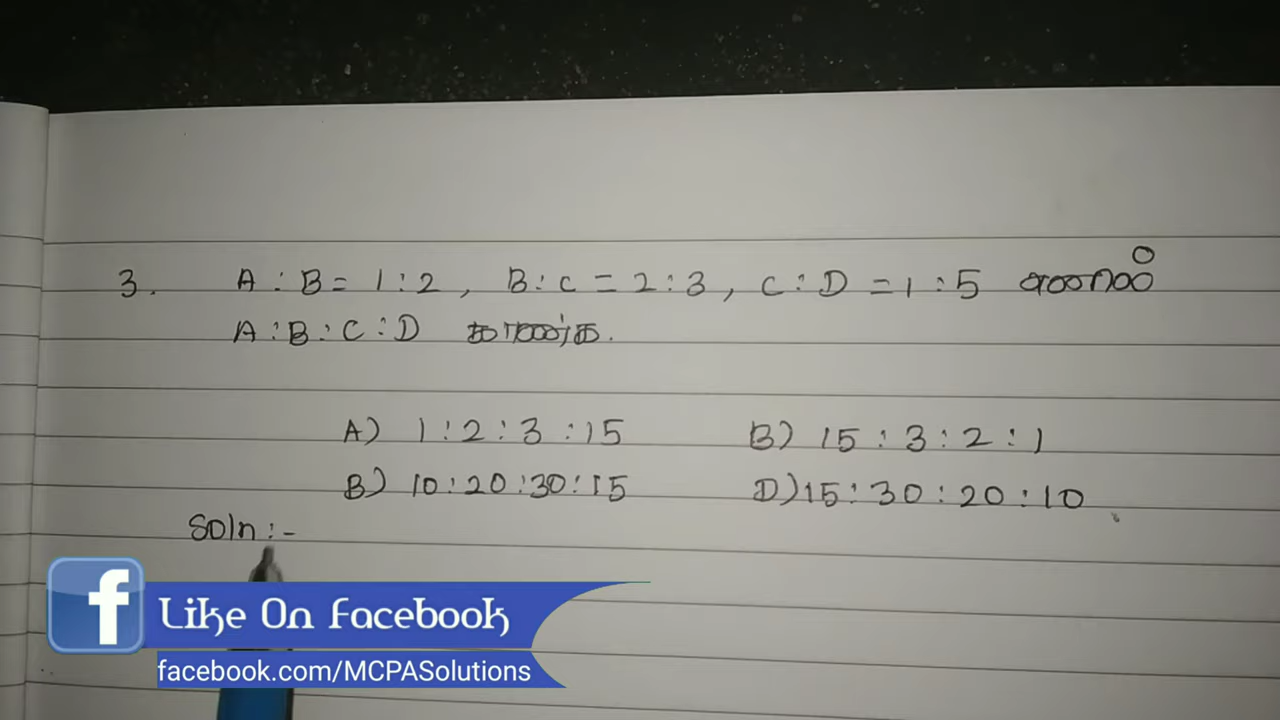 3. A : B = 1 : 2 , B : C = 2 : 3 , C : D = 1 : 5
A : B : C : D
A) 1 : 2 : 3 : 15 B) 15 : 3 : 2 : 1
B) 10 : 20 : 30 : 15 D) 15 : 30 : 20 : 10
Soln :-
f Like On Facebook
facebook.com/MCPASolutions